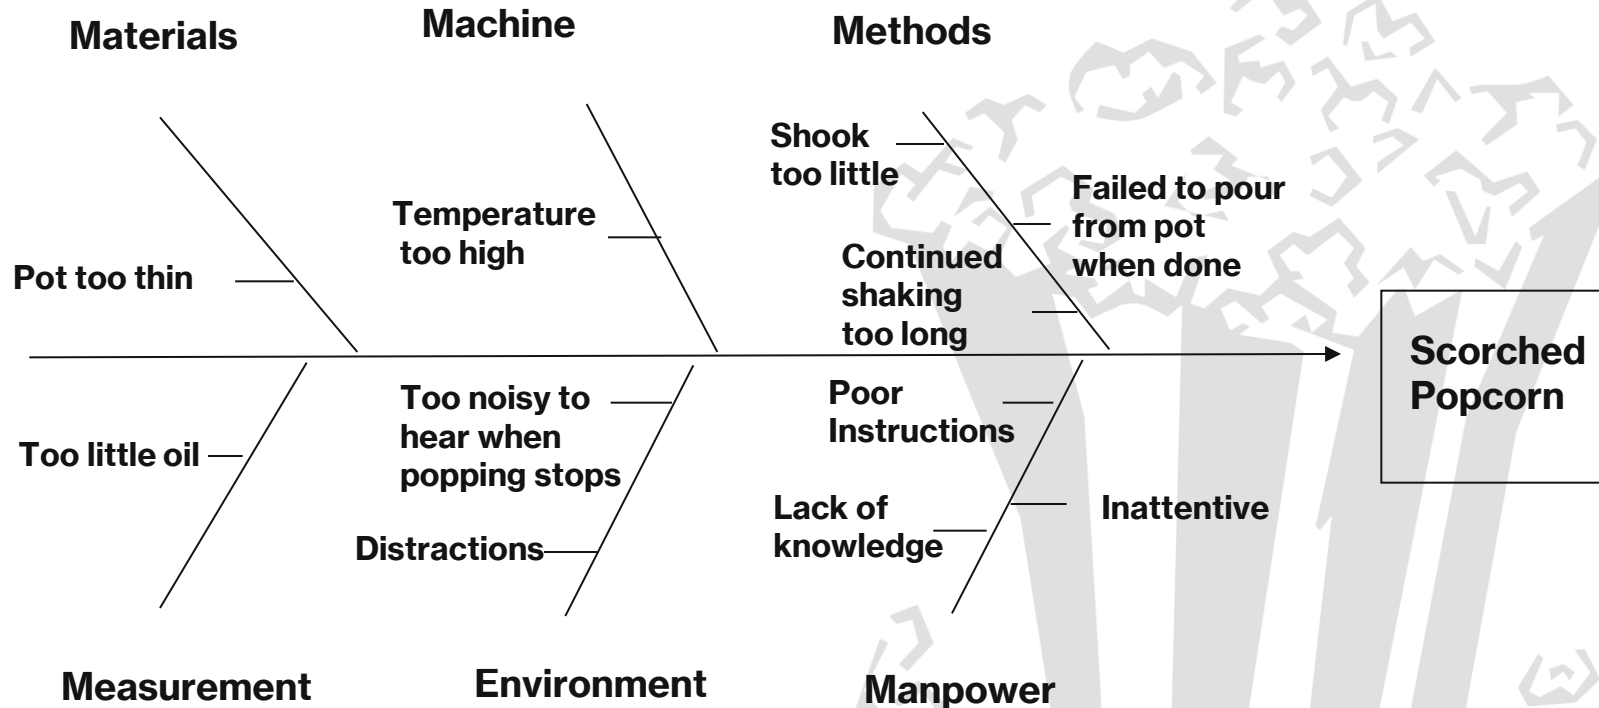 Materials
Machine
Methods
Shook
too little
Failed to pour
from pot
when done
Temperature
too high
Continued
shaking
too long
Pot too thin
Scorched
Popcorn
Too noisy to
hear when
popping stops
Poor
Instructions
Too little oil
Lack of
knowledge
Inattentive
Distractions
Measurement
Environment
Manpower